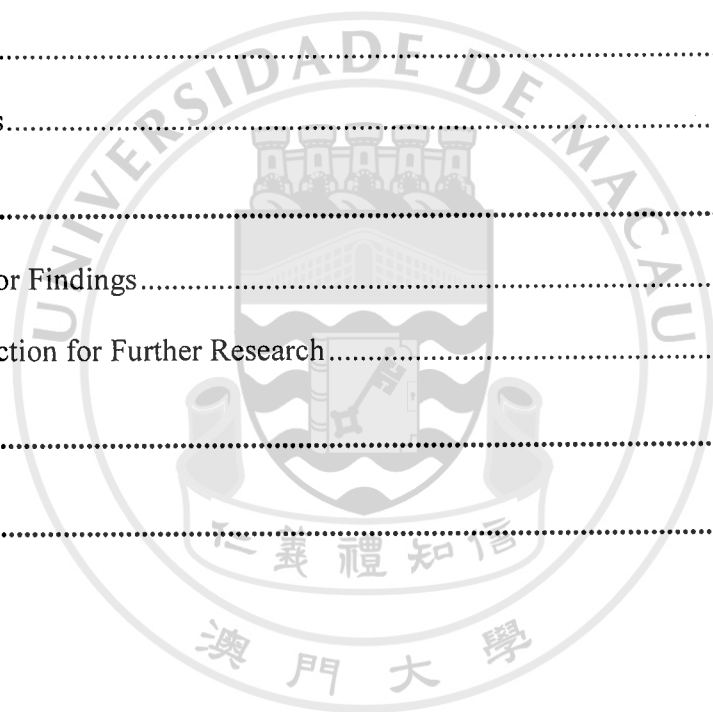 ................................................................
s................................................................
................................................................
or Findings................................................................
ction for Further Research................................................................
................................................................
................................................................
UNIVERSIDADE DE MACAU
仁義禮知信
澳門大學